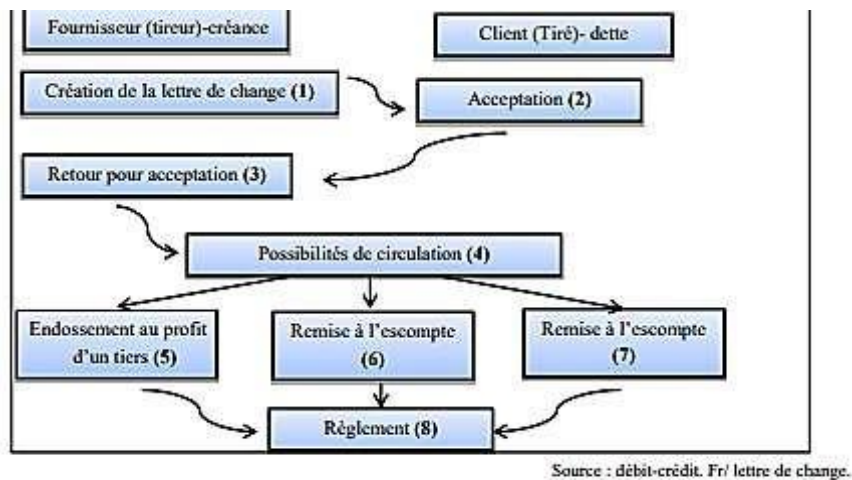 Fournisseur (tireur)-créance
Client (Tiré)- dette
Création de la lettre de change (1)
Acceptation (2)
Retour pour acceptation (3)
Possibilités de circulation (4)
Endossement au profit
d'un tiers (5)
Remise à l'escompte
(6)
Remise à l'escompte
(7)
Règlement (8)
Source : débit-crédit. Fr/ lettre de change.